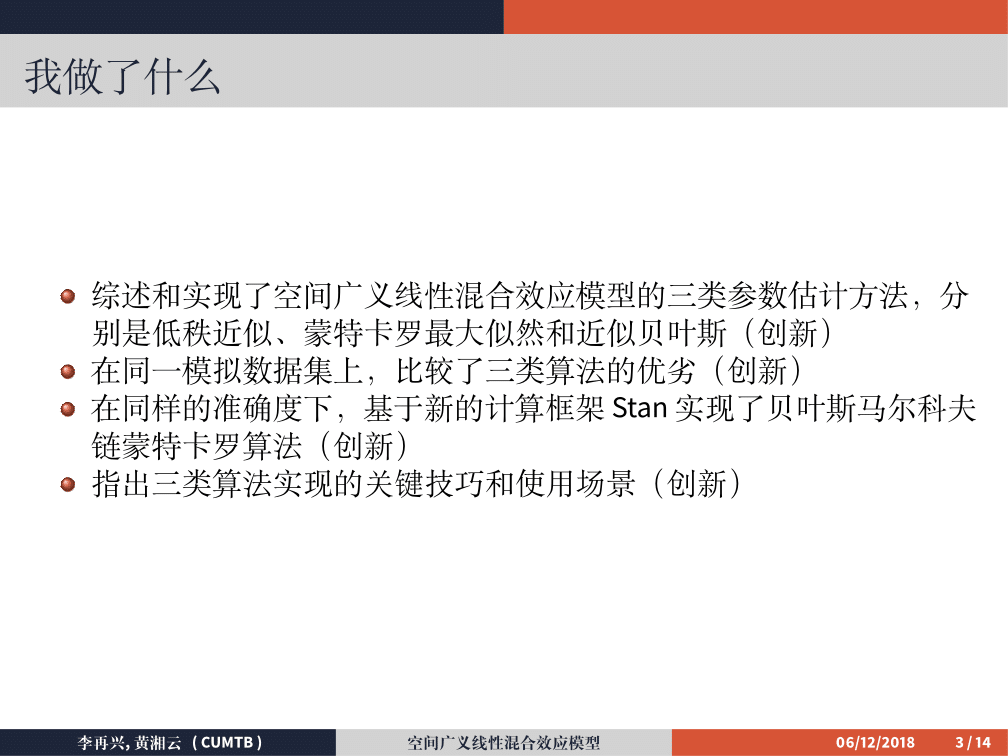 我做了什么
综述和实现了空间广义线性混合效应模型的三类参数估计方法，分
别是低秩近似、蒙特卡罗最大似然和近似贝叶斯（创新）
在同一模拟数据集上，比较了三类算法的优劣（创新）
在同样的准确度下，基于新的计算框架 Stan 实现了贝叶斯马尔科夫
链蒙特卡罗算法（创新）
指出三类算法实现的关键技巧和使用场景（创新）
李再兴, 黄湘云 ( CUMTB )
空间广义线性混合效应模型
06/12/2018
3 / 14